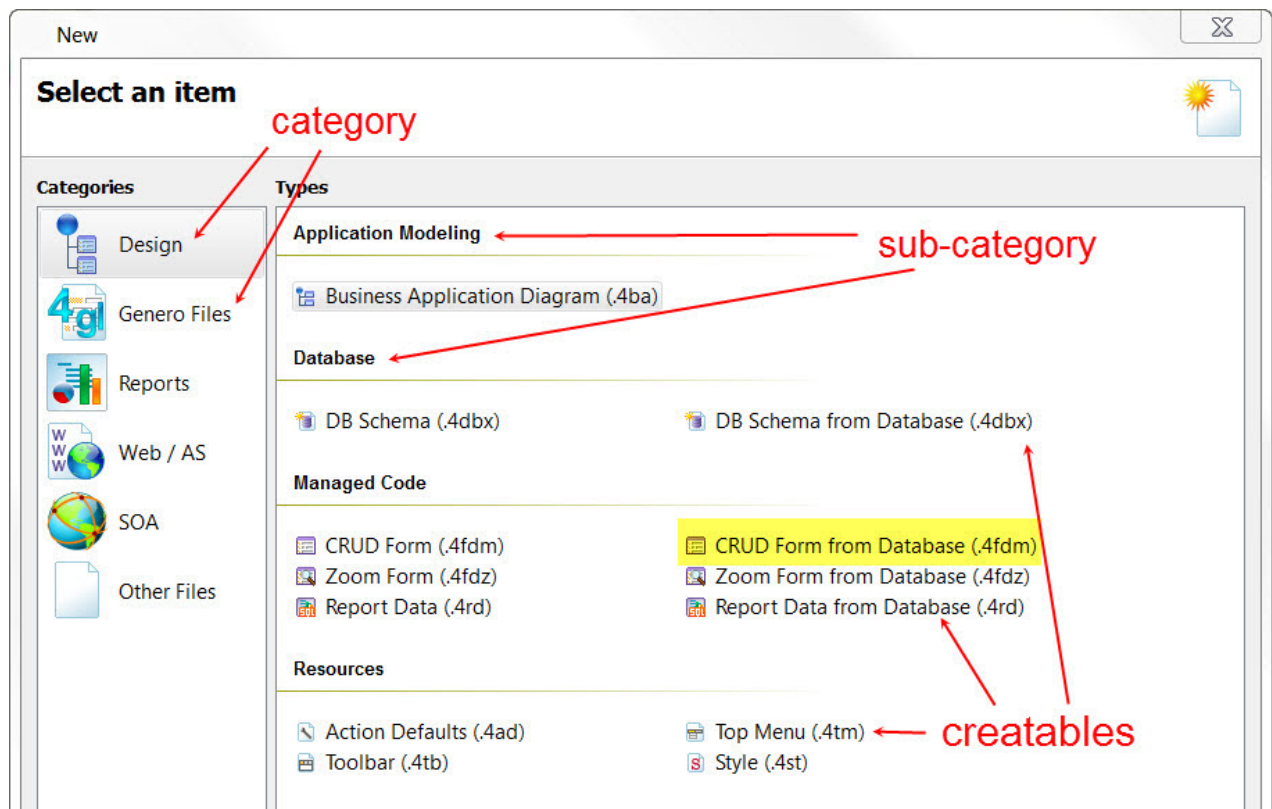 New
Select an item
category
Categories
Types
Design
Genero Files
Reports
W
W
W
Web / AS
SOA
Other Files
4gl
Application Modeling
sub-category
Business Application Diagram (.4ba)
Database
DB Schema (.4dbx)
DB Schema from Database (.4dbx)
Managed Code
CRUD Form (.4fdm)
CRUD Form from Database (.4fdm)
Zoom Form (.4fdz)
Zoom Form from Database (.4fdz)
SQL
Report Data (.4rd)
SQL
Report Data from Database (.4rd)
Resources
Action Defaults (.4ad)
Top Menu (.4tm)
creatables
Toolbar (.4tb)
S
Style (.4st)